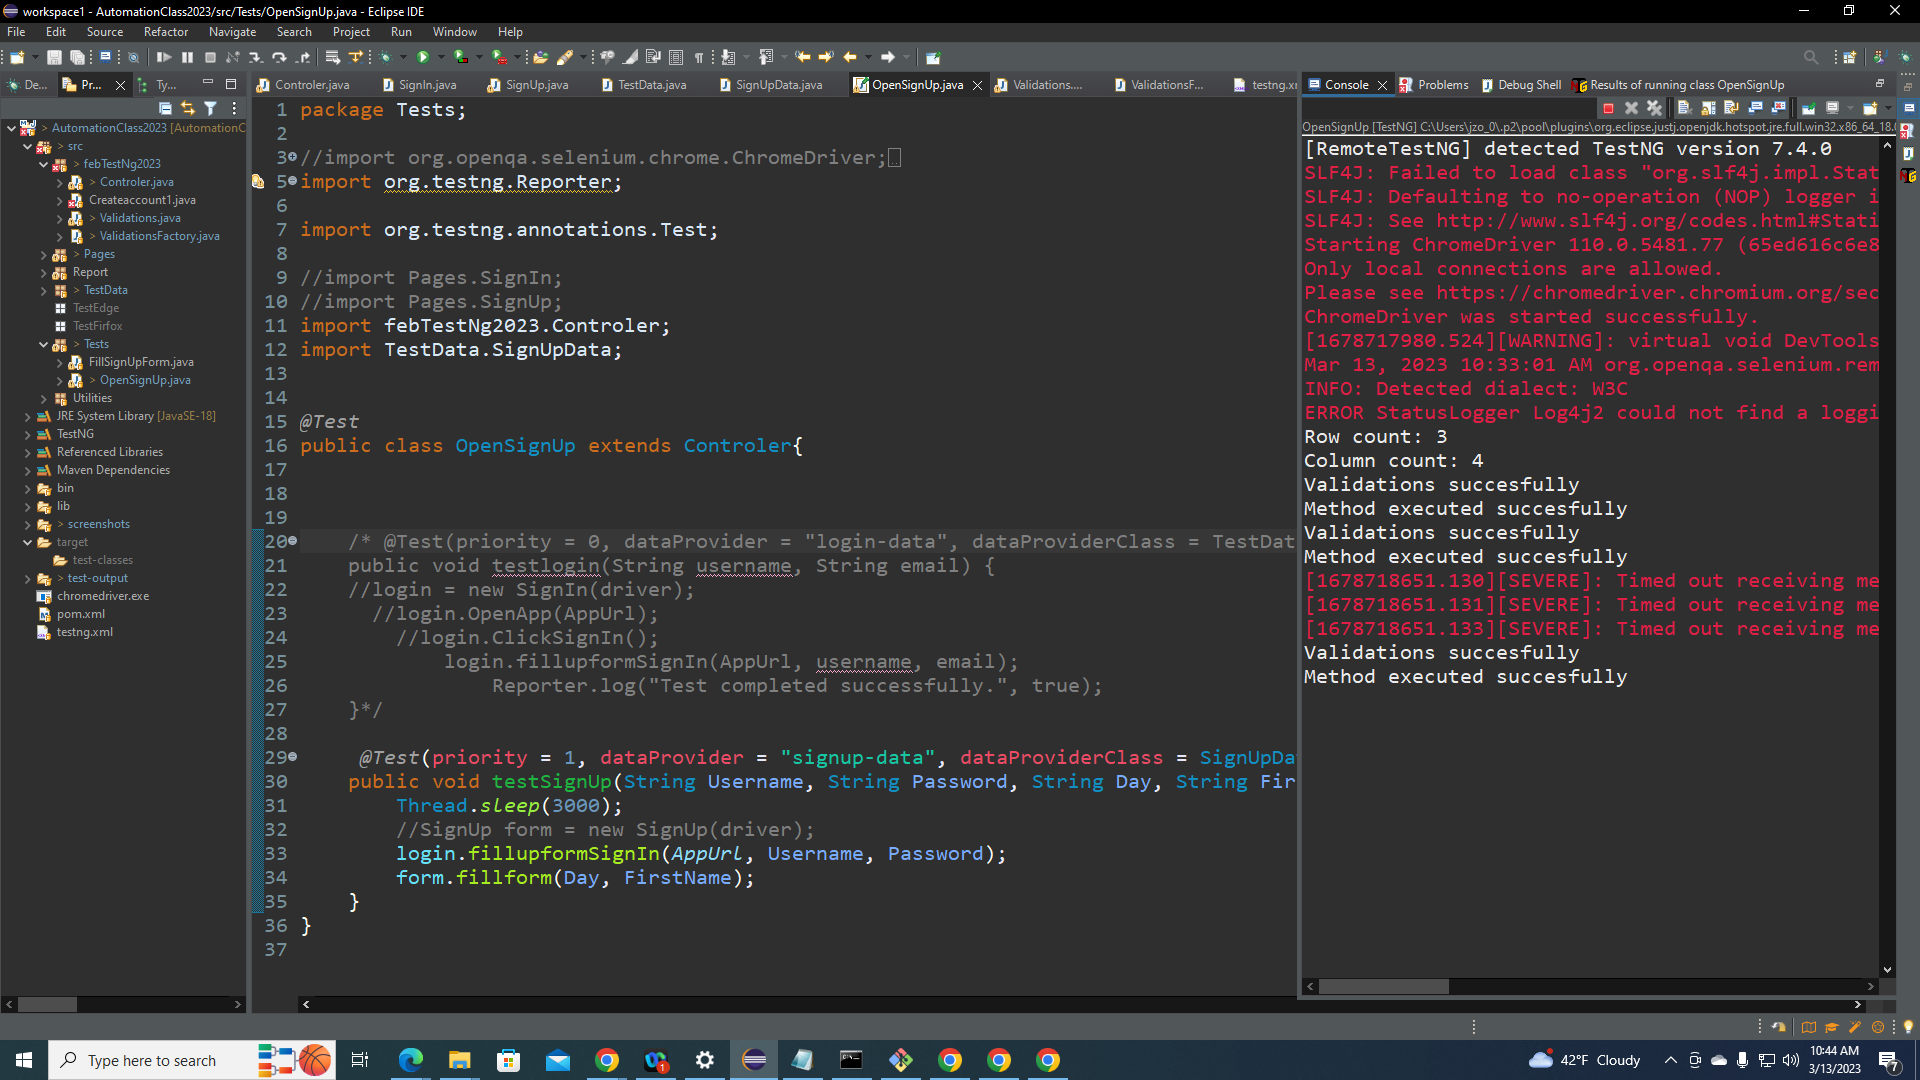 workspace1 - AutomationClass2023/src/Tests/OpenSignUp.java - Eclipse IDE
File Edit Source Refactor Navigate Search Project Run Window Help
De... Pr... Ty...
Controler.java SignIn.java SignUp.java TestData.java SignUpData.java OpenSignUp.java Validations.... ValidationsF... testng.xr
Console Problems Debug Shell Results of running class OpenSignUp
AutomationClass2023 [AutomationC
src
febTestNg2023
Controler.java
Createaccount1.java
Validations.java
ValidationsFactory.java
Pages
Report
TestData
TestEdge
TestFirfox
Tests
FillSignUpForm.java
OpenSignUp.java
Utilities
JRE System Library [JavaSE-18]
TestNG
Referenced Libraries
Maven Dependencies
bin
lib
screenshots
target
test-classes
test-output
chromedriver.exe
pom.xml
testng.xml
1 package Tests;
2
3 //import org.openqa.selenium.chrome.ChromeDriver;
5 import org.testng.Reporter;
6
7 import org.testng.annotations.Test;
8
9 //import Pages.SignIn;
10 //import Pages.SignUp;
11 import febTestNg2023.Controler;
12 import TestData.SignUpData;
13
14
15 @Test
16 public class OpenSignUp extends Controler{
17
18
19
20 /* @Test(priority = 0, dataProvider = "login-data", dataProviderClass = TestDat
21 public void testlogin(String username, String email) {
22 //login = new SignIn(driver);
23 //login.OpenApp(AppUrl);
24 //login.ClickSignIn();
25 login.fillupformSignIn(AppUrl, username, email);
26 Reporter.log("Test completed successfully.", true);
27 }*/
28
29 @Test(priority = 1, dataProvider = "signup-data", dataProviderClass = SignUpDa
30 public void testSignUp(String Username, String Password, String Day, String Fir
31 Thread.sleep(3000);
32 //SignUp form = new SignUp(driver);
33 login.fillupformSignIn(AppUrl, Username, Password);
34 form.fillform(Day, FirstName);
35 }
36 }
37
OpenSignUp [TestNG] C:\Users\jzo_0\.p2\pool\plugins\org.eclipse.justj.openjdk.hotspot.jre.full.win32.x86_64_18.0
[RemoteTestNG] detected TestNG version 7.4.0
SLF4J: Failed to load class "org.slf4j.impl.Stat
SLF4J: Defaulting to no-operation (NOP) logger i
SLF4J: See http://www.slf4j.org/codes.html#Stati
Starting ChromeDriver 110.0.5481.77 (65ed616c6e8
Only local connections are allowed.
Please see https://chromedriver.chromium.org/sec
ChromeDriver was started successfully.
[1678717980.524][WARNING]: virtual void DevTools
Mar 13, 2023 10:33:01 AM org.openqa.selenium.rem
INFO: Detected dialect: W3C
ERROR StatusLogger Log4j2 could not find a loggi
Row count: 3
Column count: 4
Validations succesfully
Method executed succesfully
Validations succesfully
Method executed succesfully
[1678718651.130][SEVERE]: Timed out receiving me
[1678718651.131][SEVERE]: Timed out receiving me
[1678718651.133][SEVERE]: Timed out receiving me
Validations succesfully
Method executed succesfully
Type here to search
42°F Cloudy
10:44 AM
3/13/2023
1
7